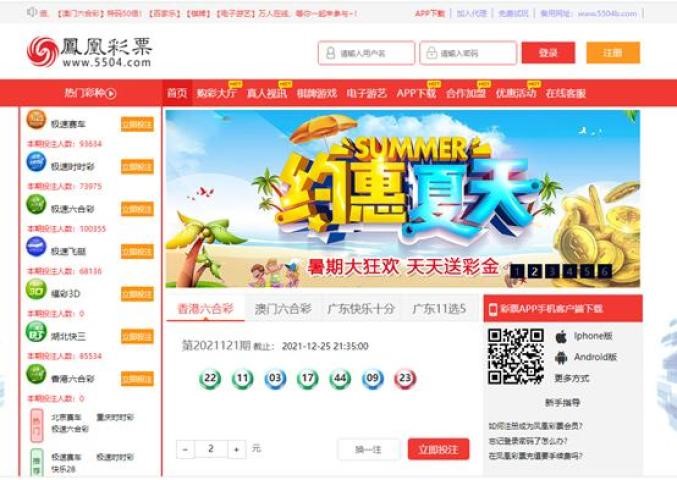 值，【澳门六合彩】特码50倍！【百家乐】【棋牌】【电子游艺】万人在线，等你一起来参与~！
APP下载 | 加入代理 | 免费试玩 | 备用网址：www.5504b.com
鳳凰彩票
www.5504.com
请输入用户名
请输入密码
登录
注册
热门彩种
首页 购彩大厅 真人视讯 棋牌游戏 电子游艺 APP下载 合作加盟 优惠活动 在线客服
HOT HOT HOT HOT HOT
极速赛车 立即投注
本期投注人数：93634
极速时时彩 立即投注
本期投注人数：73975
极速六合彩 立即投注
本期投注人数：100355
极速飞艇 立即投注
本期投注人数：68136
福彩3D 立即投注
本期投注人数：0
湖北快三 立即投注
本期投注人数：85534
香港六合彩 立即投注
本期投注人数：0
热门
北京赛车 重庆时时彩
极速六合彩
推荐
极速赛车 极速时时彩
快乐28
SUMMER
约惠夏天
暑期大狂欢 天天送彩金
1 2 3 4 5 6
香港六合彩 澳门六合彩 广东快乐十分 广东11选5
第2021121期 截止： 2021-12-25 21:35:00
22 11 03 17 44 09 23
- 2 + 元
换一注
立即投注
彩票APP手机客户端下载
Iphone版
Android版
更多方式
新手指导
如何注册成为凤凰彩票会员?
忘记登录密码了怎么办?
在凤凰彩票充值要手续费吗?